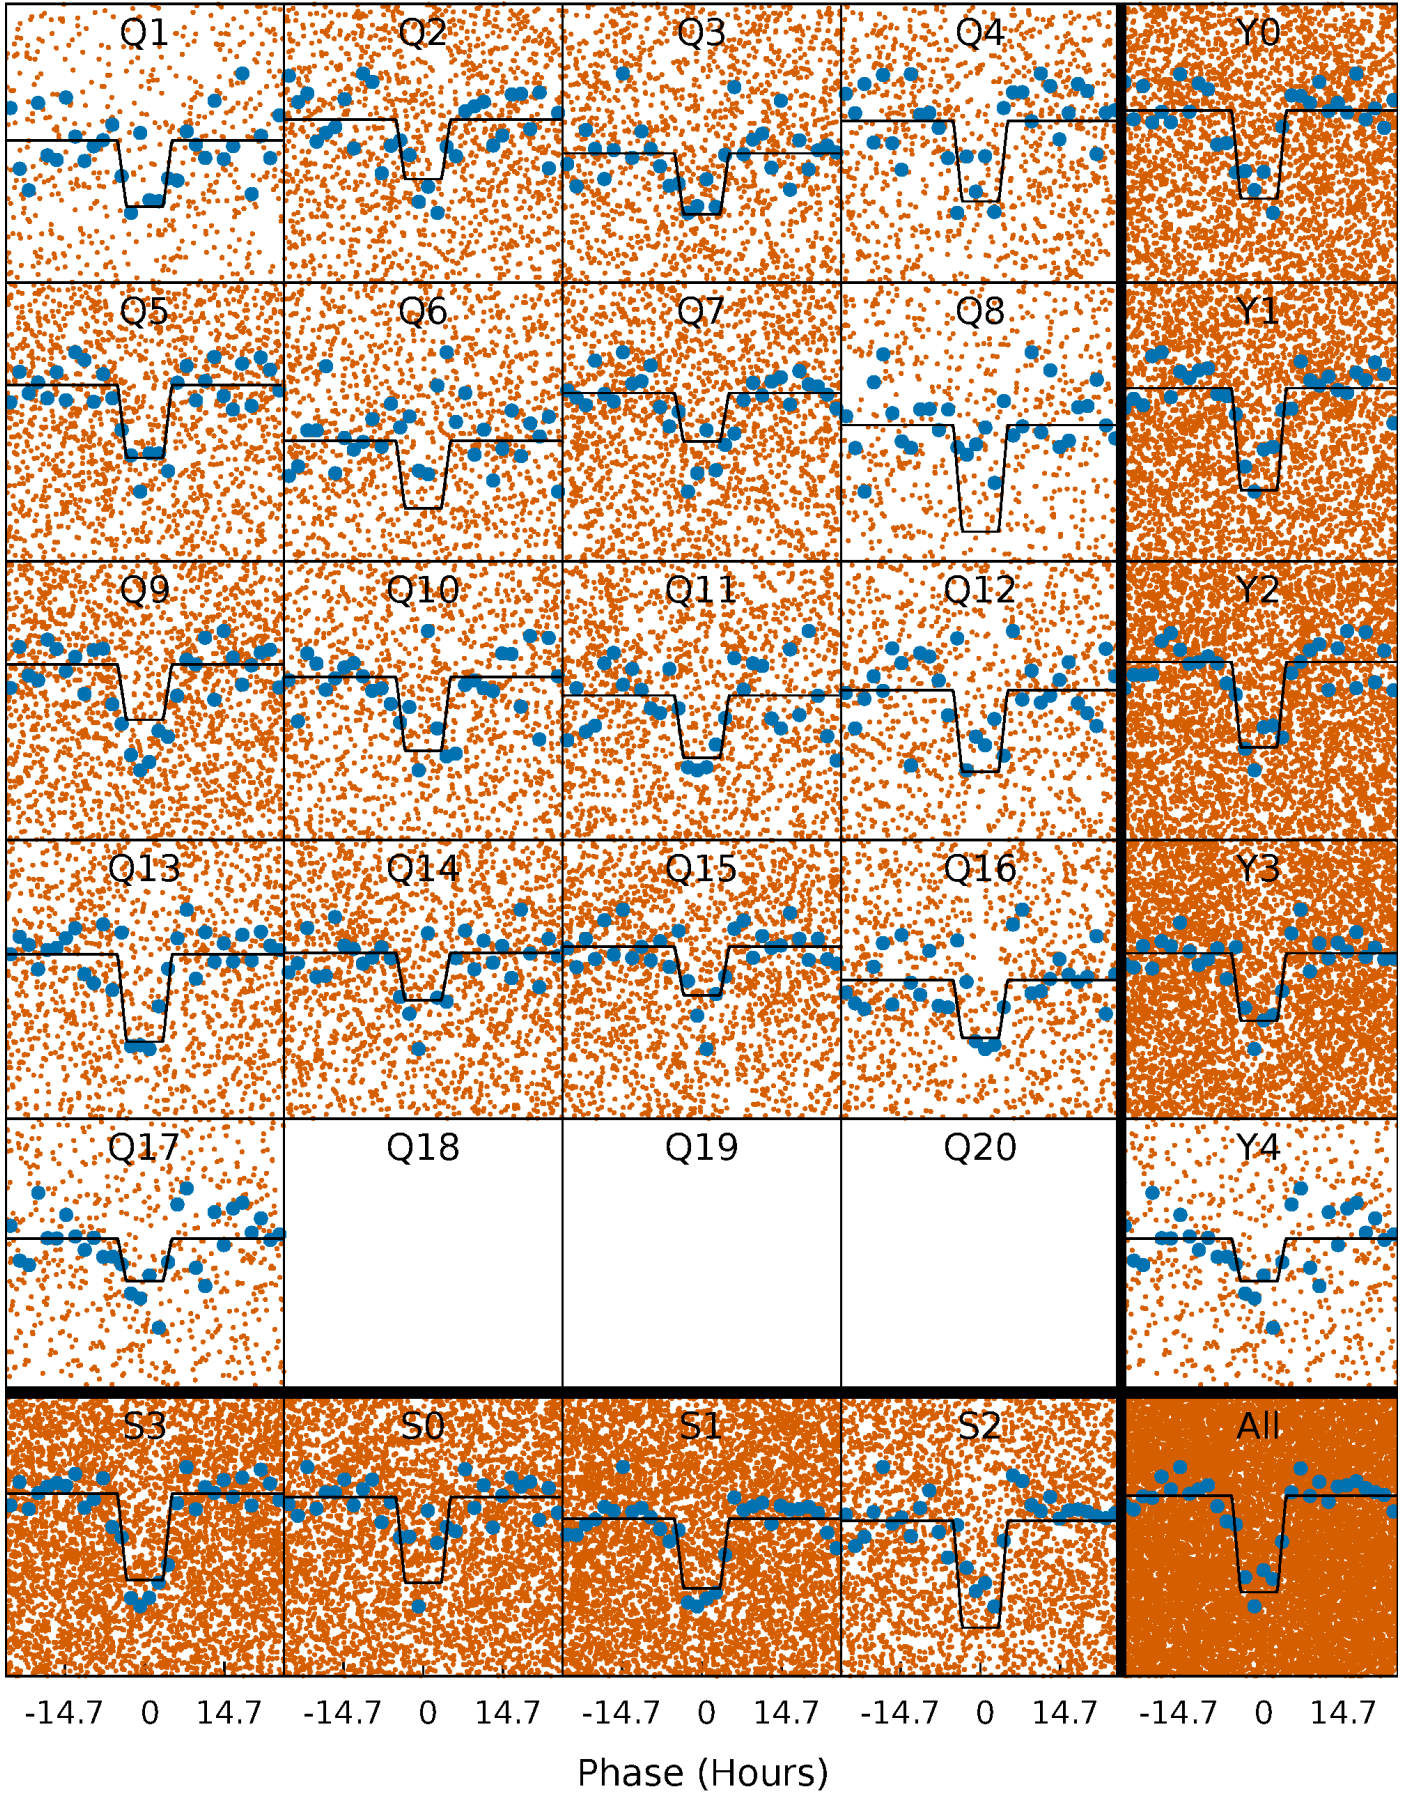 Q1 Q2 Q3 Q4 Y0
Q5 Q6 Q7 Q8 Y1
Q9 Q10 Q11 Q12 Y2
Q13 Q14 Q15 Q16 Y3
Q17 Q18 Q19 Q20 Y4
S3 S0 S1 S2 All
-14.7 0 14.7 -14.7 0 14.7 -14.7 0 14.7 -14.7 0 14.7 -14.7 0 14.7
Phase (Hours)